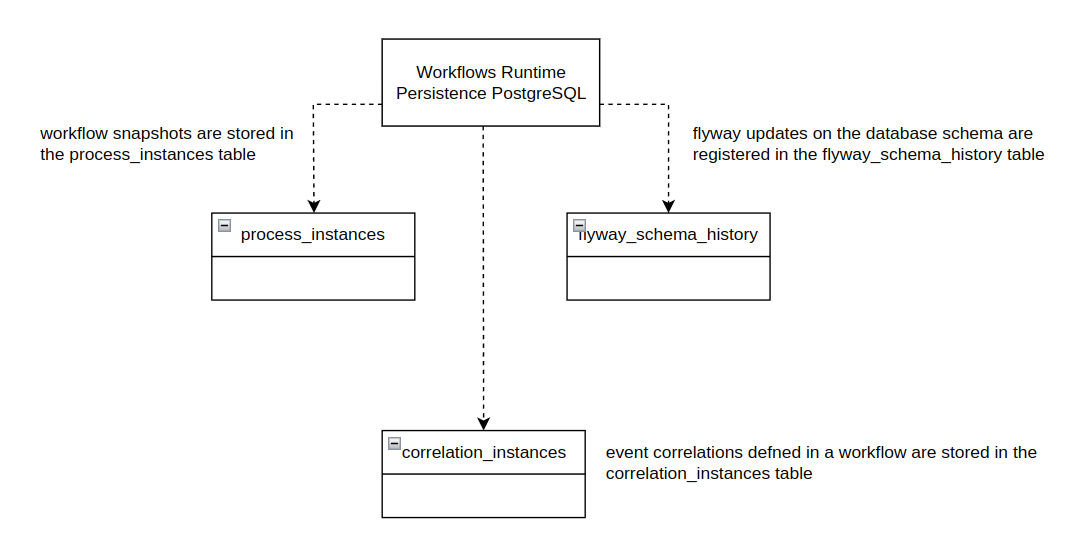 Workflows Runtime
Persistence PostgreSQL
workflow snapshots are stored in
the process_instances table
flyway updates on the database schema are
registered in the flyway_schema_history table
process_instances
flyway_schema_history
correlation_instances
event correlations defned in a workflow are stored in the
correlation_instances table